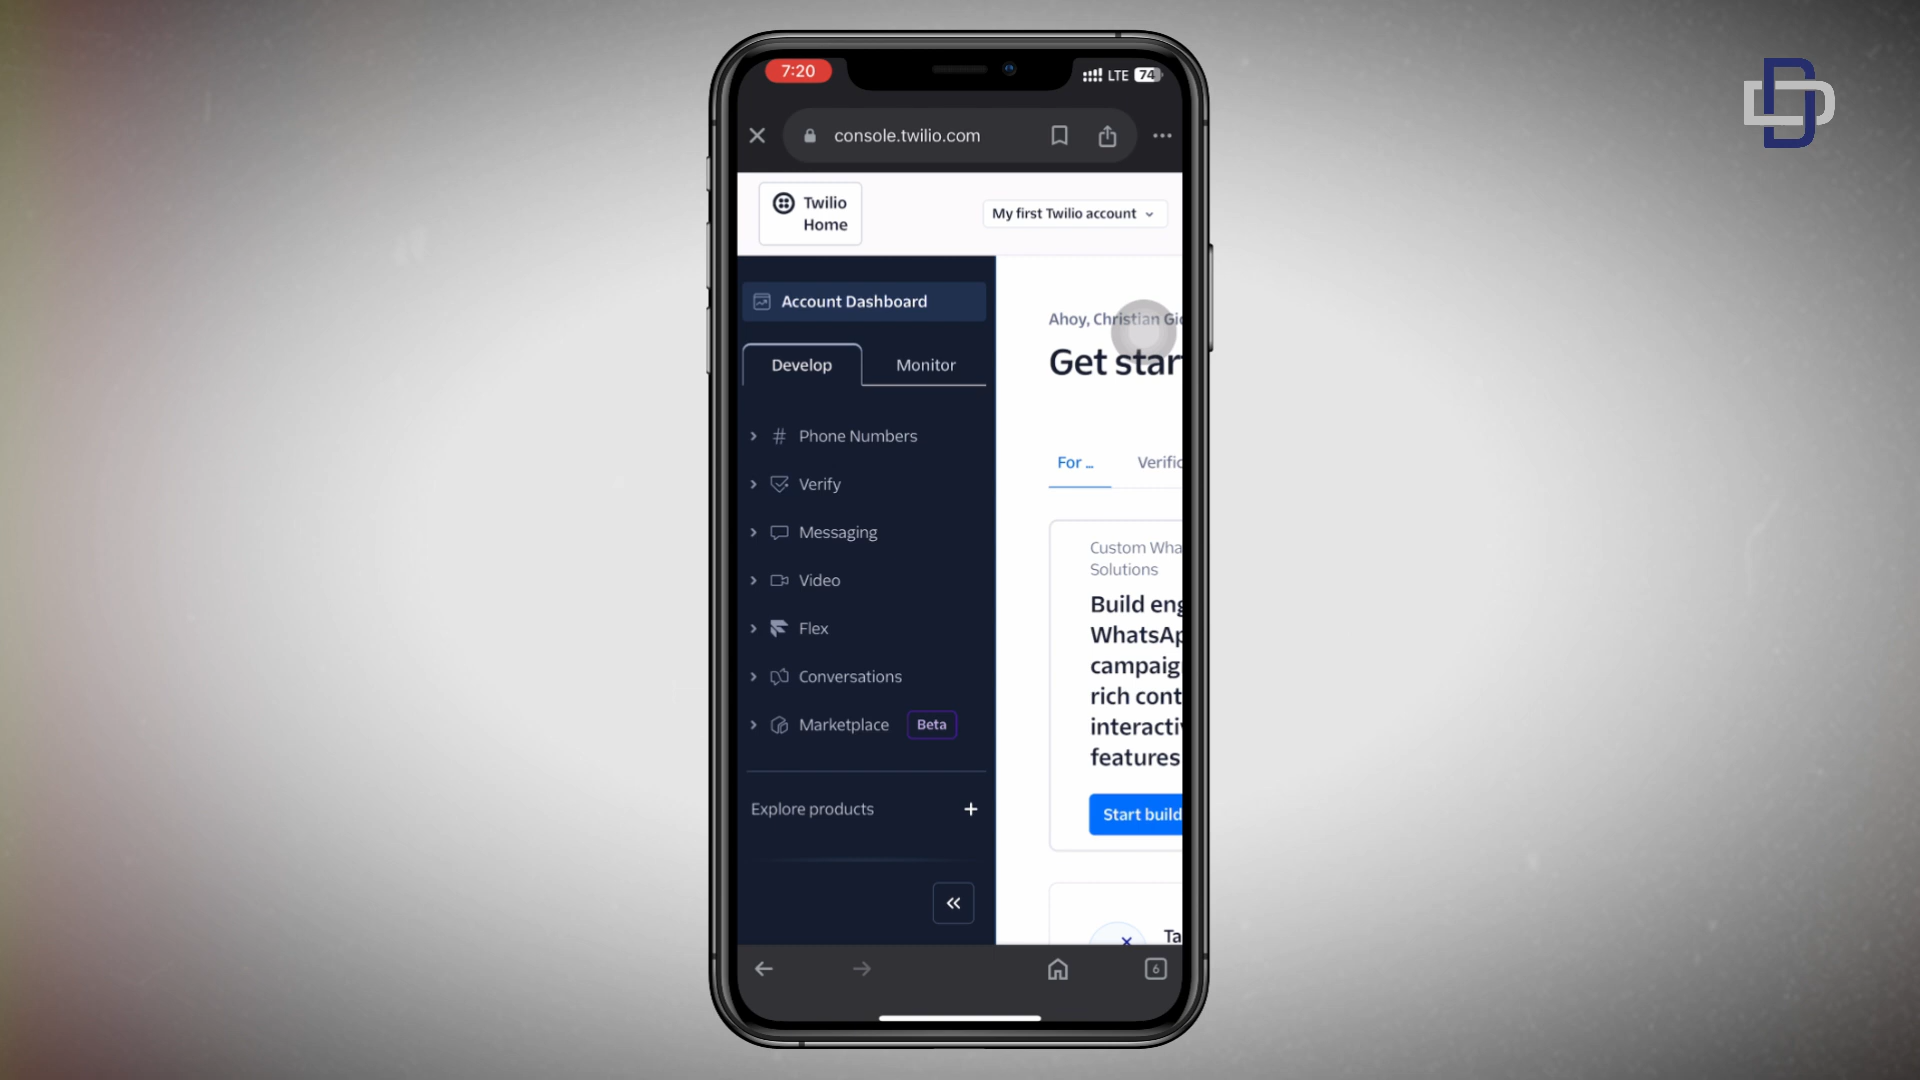 7:20
LTE 74
console.twilio.com
Twilio
Home
My first Twilio account
Account Dashboard
Develop
Monitor
Phone Numbers
Verify
Messaging
Video
Flex
Conversations
Marketplace
Beta
Explore products
Ahoy, Christian Gi
Get star
For ...
Verific
Custom Wha
Solutions
Build eng
WhatsAp
campaig
rich cont
interacti
features
Start build
Ta
6